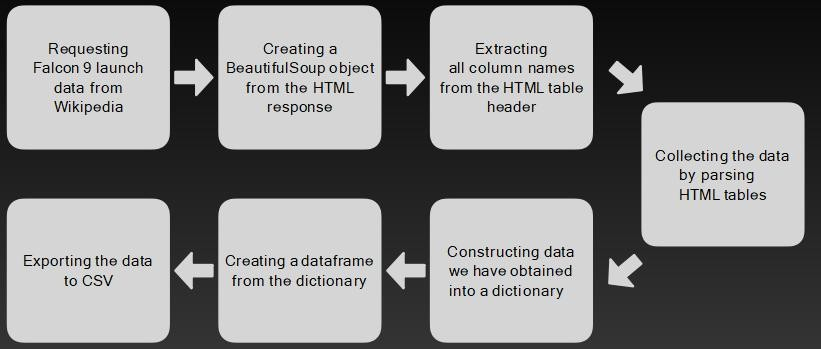 Requesting
Falcon 9 launch
data from
Wikipedia
Creating a
BeautifulSoup object
from the HTML
response
Extracting
all column names
from the HTML table
header
Collecting the data
by parsing
HTML tables
Constructing data
we have obtained
into a dictionary
Creating a dataframe
from the dictionary
Exporting the data
to CSV